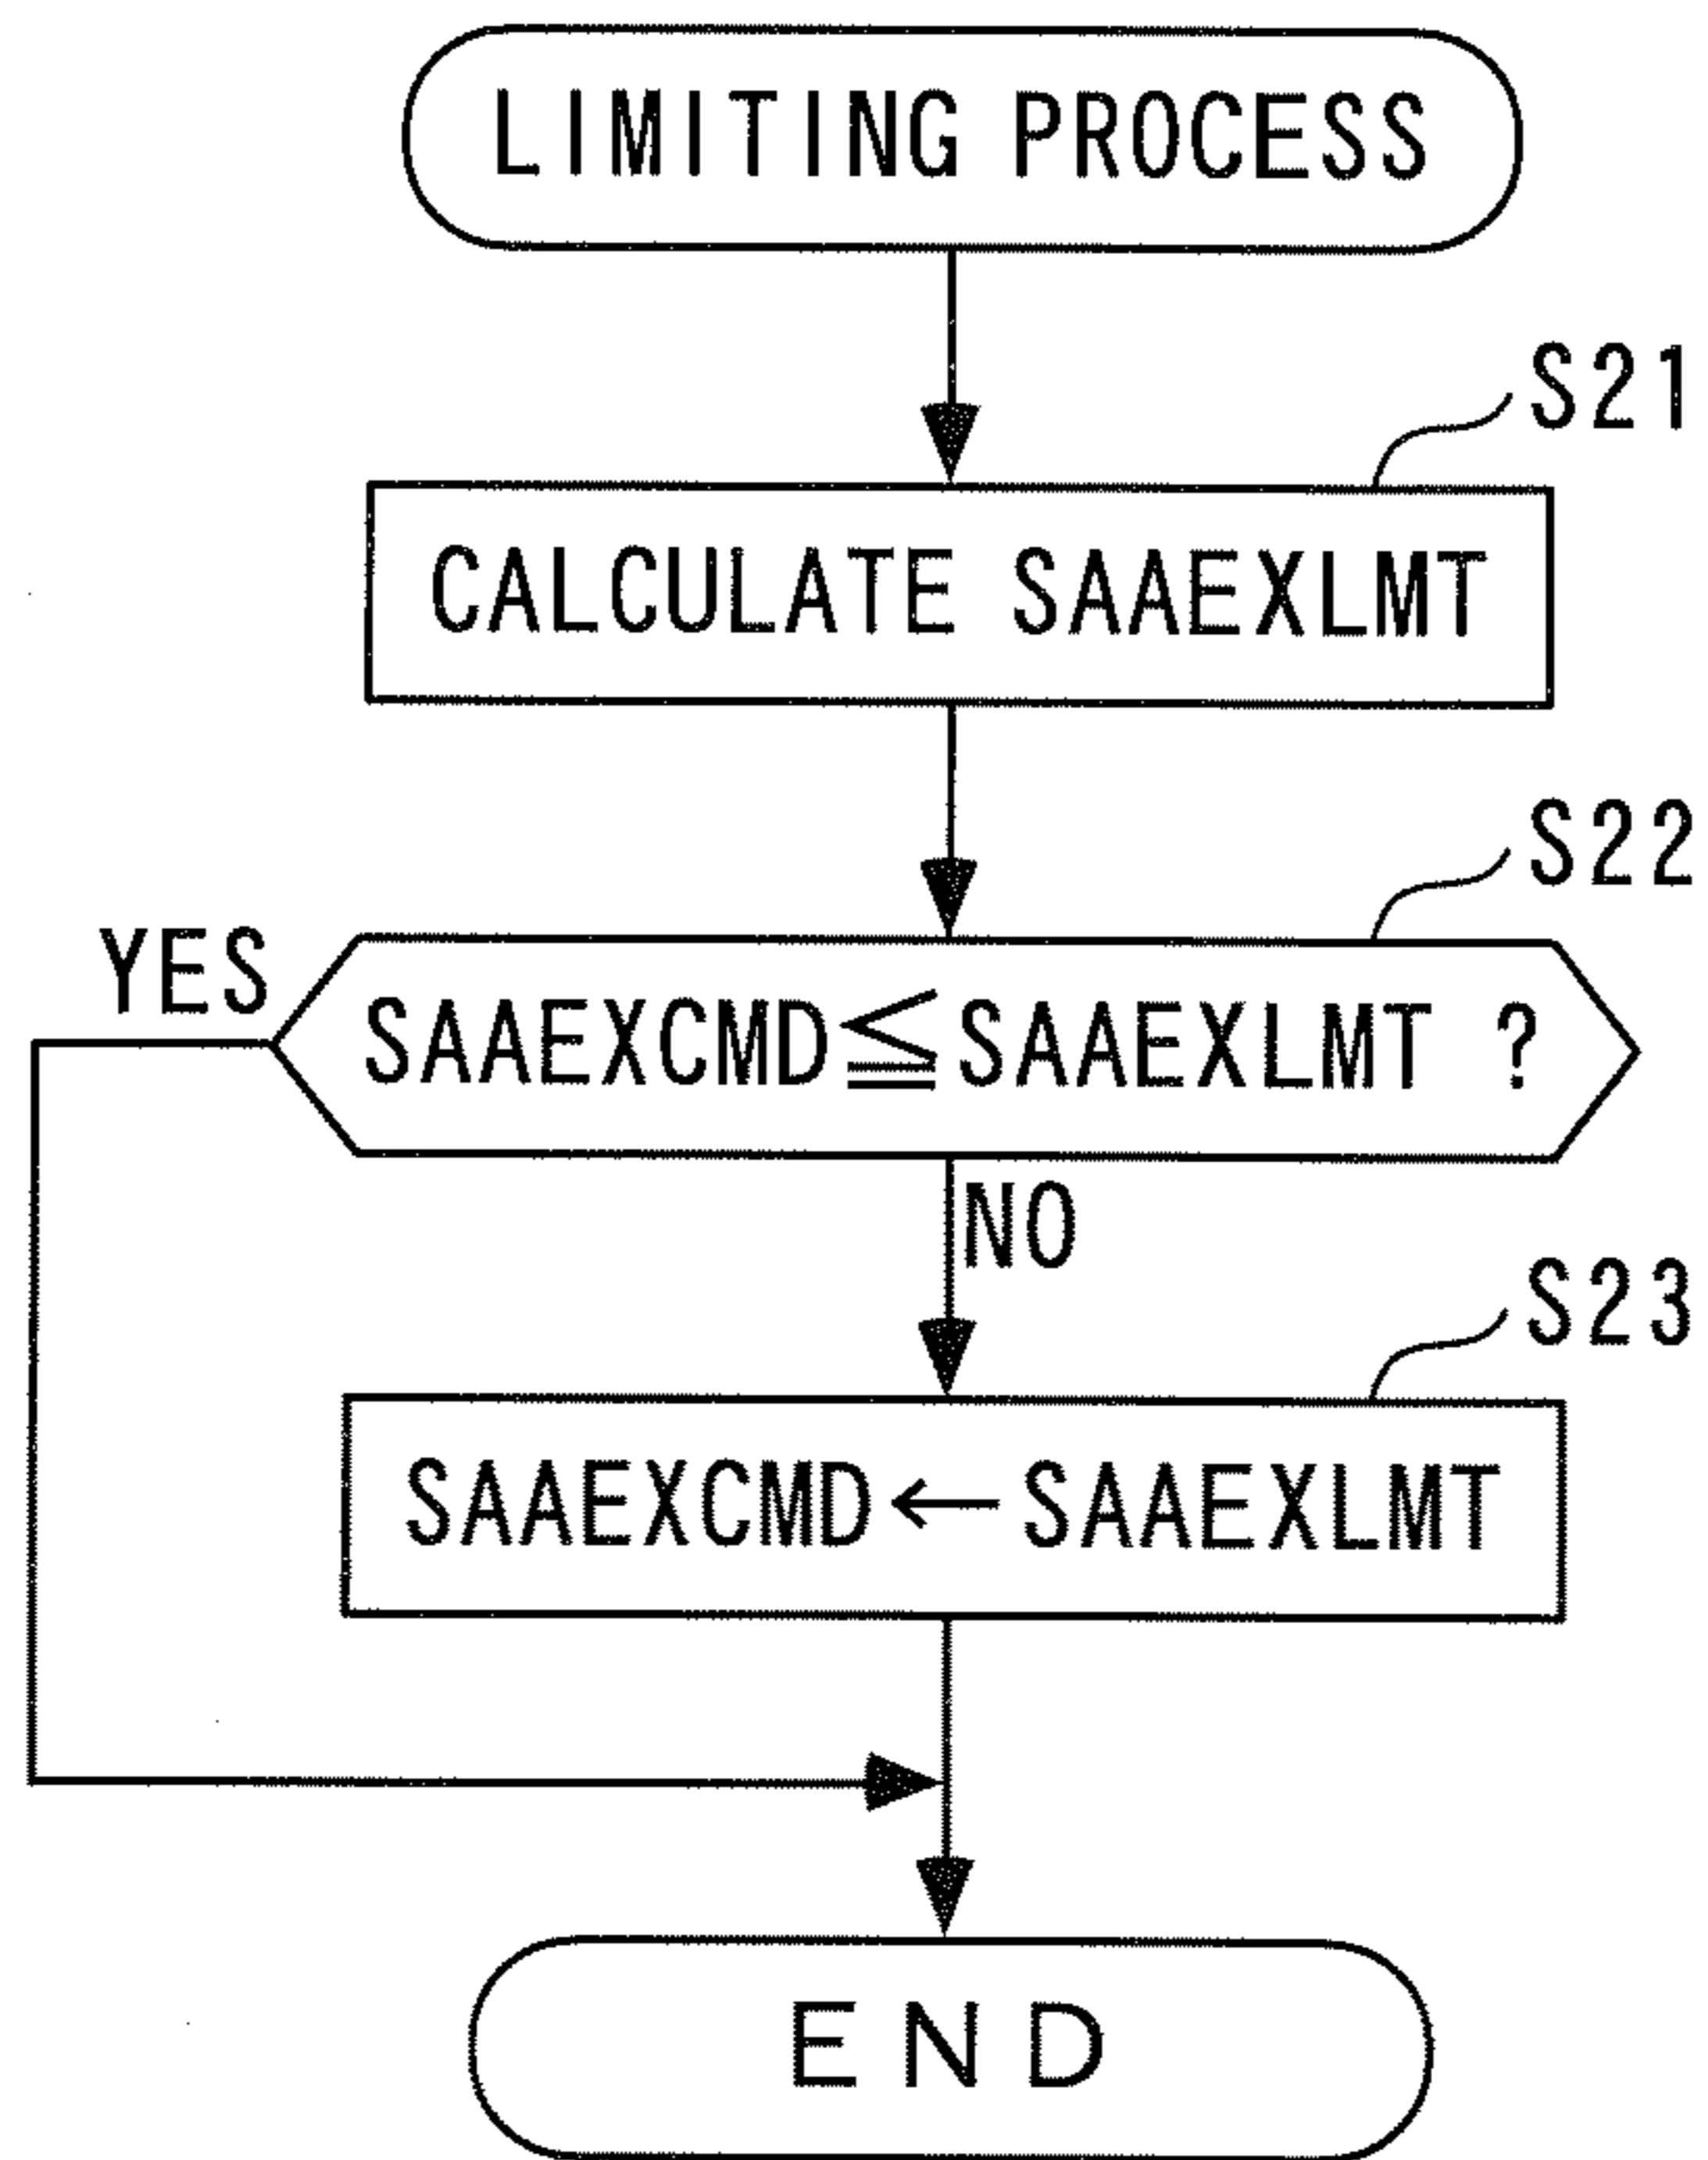 LIMITING PROCESS
S21
CALCULATE SAAEXLMT
S22
YES
SAAEXCMD≦SAAEXLMT ?
NO
S23
SAAEXCMD← SAAEXLMT
END